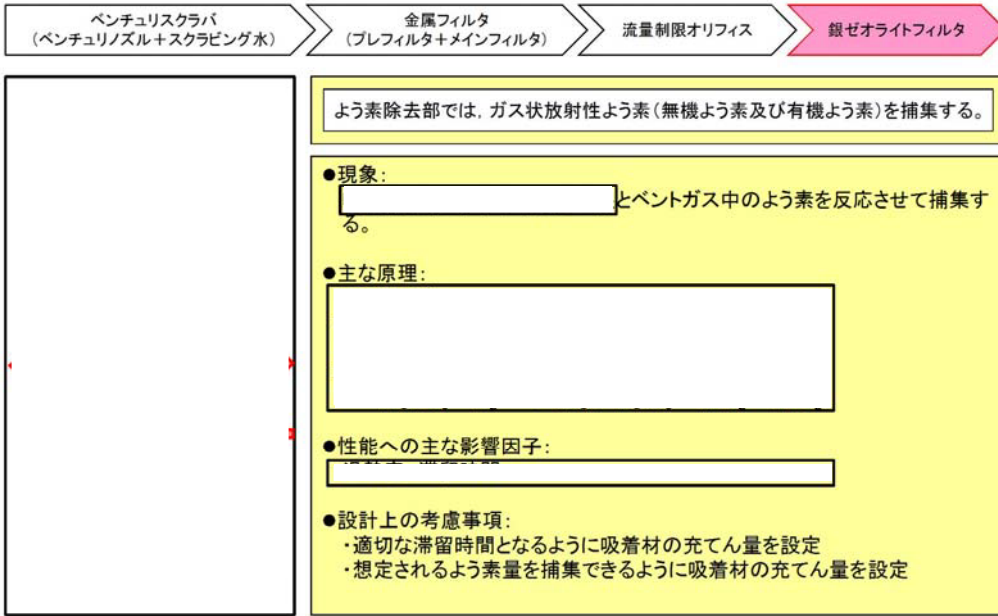 ベンチュリスクラバ
(ベンチュリノズル+スクラビング水)
金属フィルタ
(プレフィルタ+メインフィルタ)
流量制限オリフィス
銀ゼオライトフィルタ
よう素除去部では,ガス状放射性よう素(無機よう素及び有機よう素)を捕集する。
●現象:
とベントガス中のよう素を反応させて捕集す
る。
●主な原理:
●性能への主な影響因子:
●設計上の考慮事項:
・適切な滞留時間となるように吸着材の充てん量を設定
・想定されるよう素量を捕集できるように吸着材の充てん量を設定